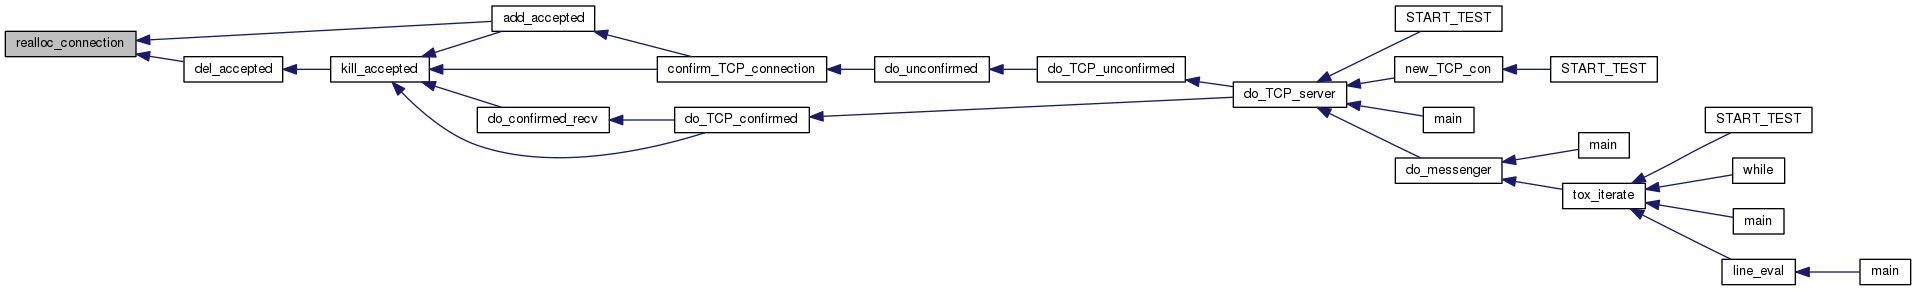 realloc_connection
add_accepted
del_accepted
kill_accepted
confirm_TCP_connection
do_confirmed_recv
do_TCP_confirmed
do_unconfirmed
do_TCP_unconfirmed
do_TCP_server
START_TEST
new_TCP_con
START_TEST
main
do_messenger
main
tox_iterate
START_TEST
while
main
line_eval
main